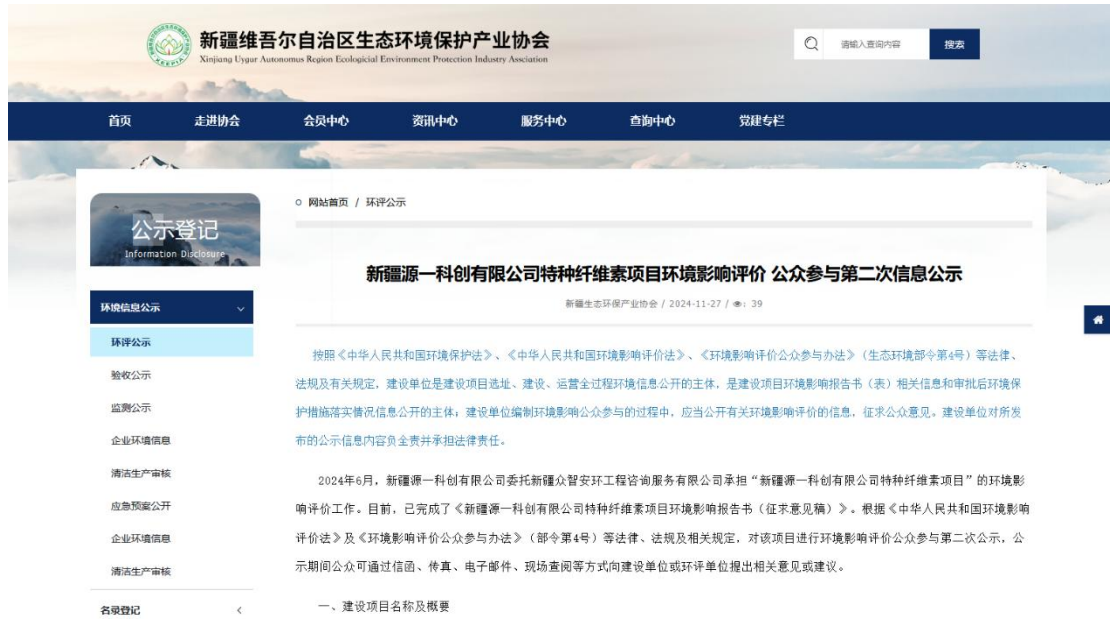 新疆维吾尔自治区生态环境保护产业协会
Xinjiang Uygur Autonomous Region Ecologicial Environment Protection Industry Assciation
请输入查询内容
搜索
首页 走进协会 会员中心 资讯中心 服务中心 查询中心 党建专栏
公示登记
Information Disclosure
环境信息公示
环评公示
验收公示
监测公示
企业环境信息
清洁生产审核
应急预案公开
企业环境信息
清洁生产审核
名录登记
网站首页 / 环评公示
新疆源一科创有限公司特种纤维素项目环境影响评价 公众参与第二次信息公示
新疆生态环保产业协会 / 2024-11-27 / : 39
按照《中华人民共和国环境保护法》、《中华人民共和国环境影响评价法》、《环境影响评价公众参与办法》（生态环境部令第4号）等法律、
法规及有关规定，建设单位是建设项目选址、建设、运营全过程环境信息公开的主体，是建设项目环境影响报告书（表）相关信息和审批后环境保
护措施落实情况信息公开的主体；建设单位编制环境影响公众参与的过程中，应当公开有关环境影响评价的信息，征求公众意见。建设单位对所发
布的公示信息内容负全责并承担法律责任。
2024年6月，新疆源一科创有限公司委托新疆众智安环工程咨询服务有限公司承担“新疆源一科创有限公司特种纤维素项目”的环境影
响评价工作。目前，已完成了《新疆源一科创有限公司特种纤维素项目环境影响报告书（征求意见稿）》。根据《中华人民共和国环境影响
评价法》及《环境影响评价公众参与办法》（部令第4号）等法律、法规及相关规定，对该项目进行环境影响评价公众参与第二次公示，公
示期间公众可通过信函、传真、电子邮件、现场查阅等方式向建设单位或环评单位提出相关意见或建议。
一、建设项目名称及概要